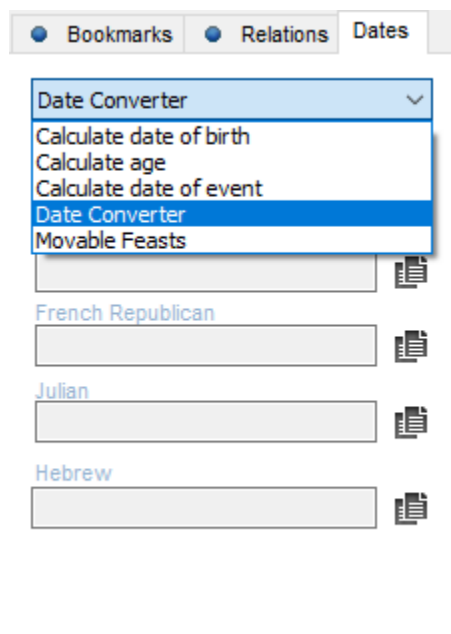 Bookmarks Relations Dates
Date Converter
Calculate date of birth
Calculate age
Calculate date of event
Date Converter
Movable Feasts
French Republican
Julian
Hebrew